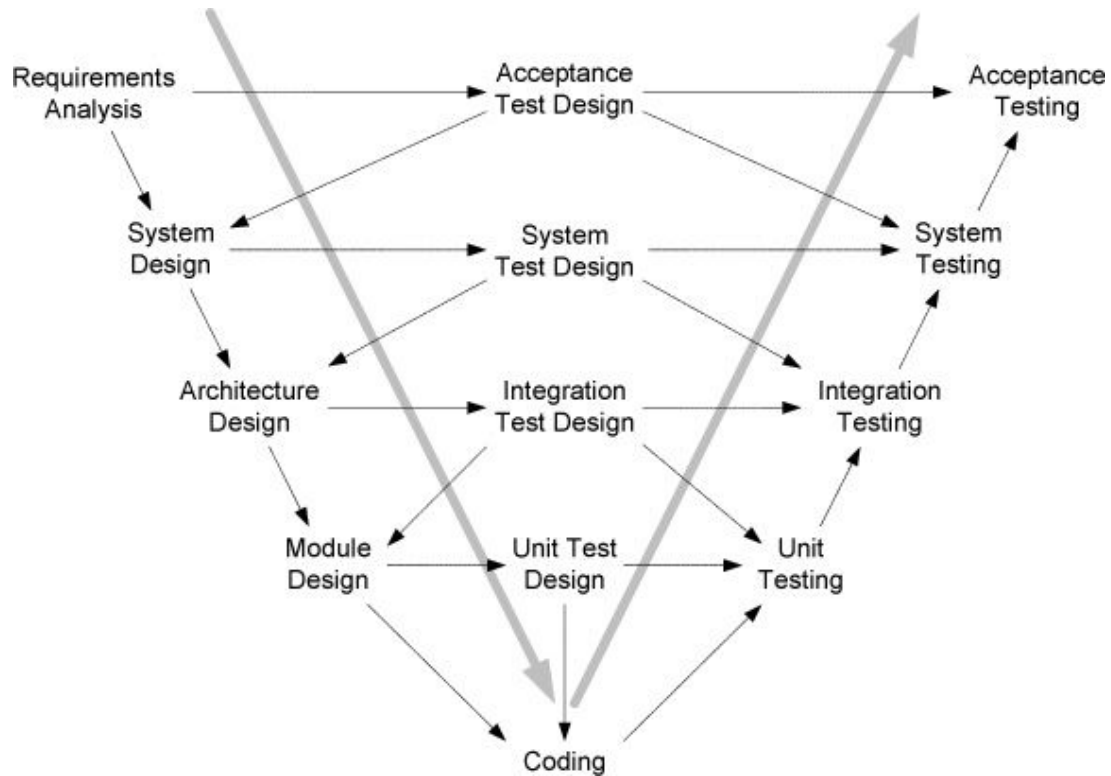 Requirements
Analysis
Acceptance
Test Design
Acceptance
Testing
System
Design
System
Test Design
System
Testing
Architecture
Design
Integration
Test Design
Integration
Testing
Module
Design
Unit Test
Design
Unit
Testing
Coding